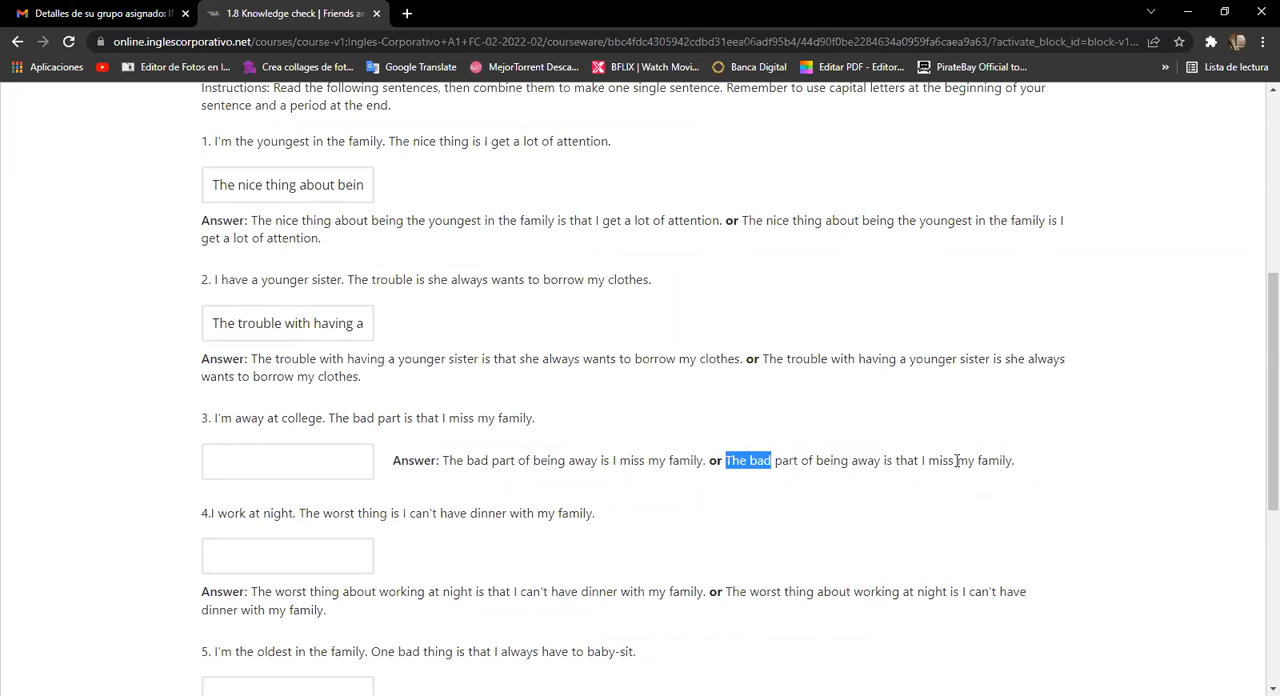 Detalles de su grupo asignado: I
1.8 Knowledge check | Friends ar
online.inglescorporativo.net/courses/course-v1:Ingles-Corporativo+A1+FC-02-2022-02/courseware/bbc4fdc4305942cdbd31eea06adf95b4/44d90f0be2284634a0959fa6caea9a63/?activate_block_id=block-v1...
Aplicaciones
Editor de Fotos en l...
Crea collages de fot...
Google Translate
MejorTorrent Desca...
BFLIX | Watch Movi...
Banca Digital
Editar PDF - Editor...
PirateBay Official to...
»
Lista de lectura
Instructions: Read the following sentences, then combine them to make one single sentence. Remember to use capital letters at the beginning of your
sentence and a period at the end.
1. I'm the youngest in the family. The nice thing is I get a lot of attention.
The nice thing about bein
Answer: The nice thing about being the youngest in the family is that I get a lot of attention. or The nice thing about being the youngest in the family is I
get a lot of attention.
2. I have a younger sister. The trouble is she always wants to borrow my clothes.
The trouble with having a
Answer: The trouble with having a younger sister is that she always wants to borrow my clothes. or The trouble with having a younger sister is she always
wants to borrow my clothes.
3. I'm away at college. The bad part is that I miss my family.
Answer: The bad part of being away is I miss my family. or The bad part of being away is that I miss my family.
4.I work at night. The worst thing is I can't have dinner with my family.
Answer: The worst thing about working at night is that I can't have dinner with my family. or The worst thing about working at night is I can't have
dinner with my family.
5. I'm the oldest in the family. One bad thing is that I always have to baby-sit.